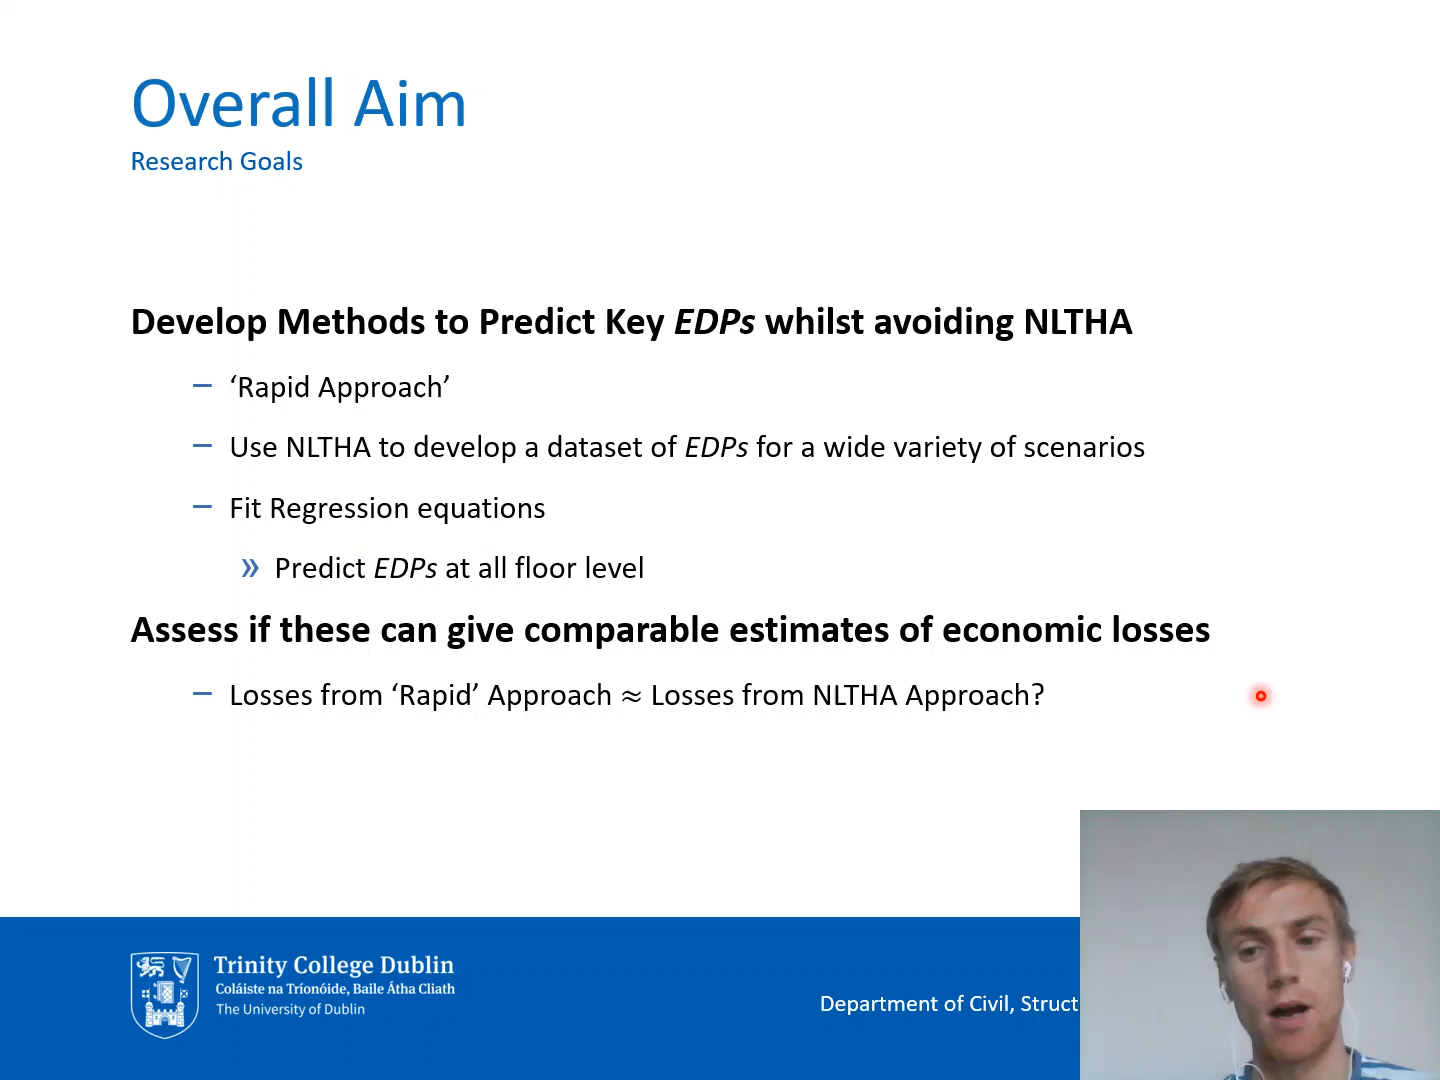 Overall Aim
Research Goals
Develop Methods to Predict Key EDPs whilst avoiding NLTHA
– ‘Rapid Approach’
– Use NLTHA to develop a dataset of EDPs for a wide variety of scenarios
– Fit Regression equations
» Predict EDPs at all floor level
Assess if these can give comparable estimates of economic losses
– Losses from ‘Rapid’ Approach ≈ Losses from NLTHA Approach?
Trinity College Dublin
Coláiste na Tríonóide, Baile Átha Cliath
The University of Dublin
Department of Civil, Struct